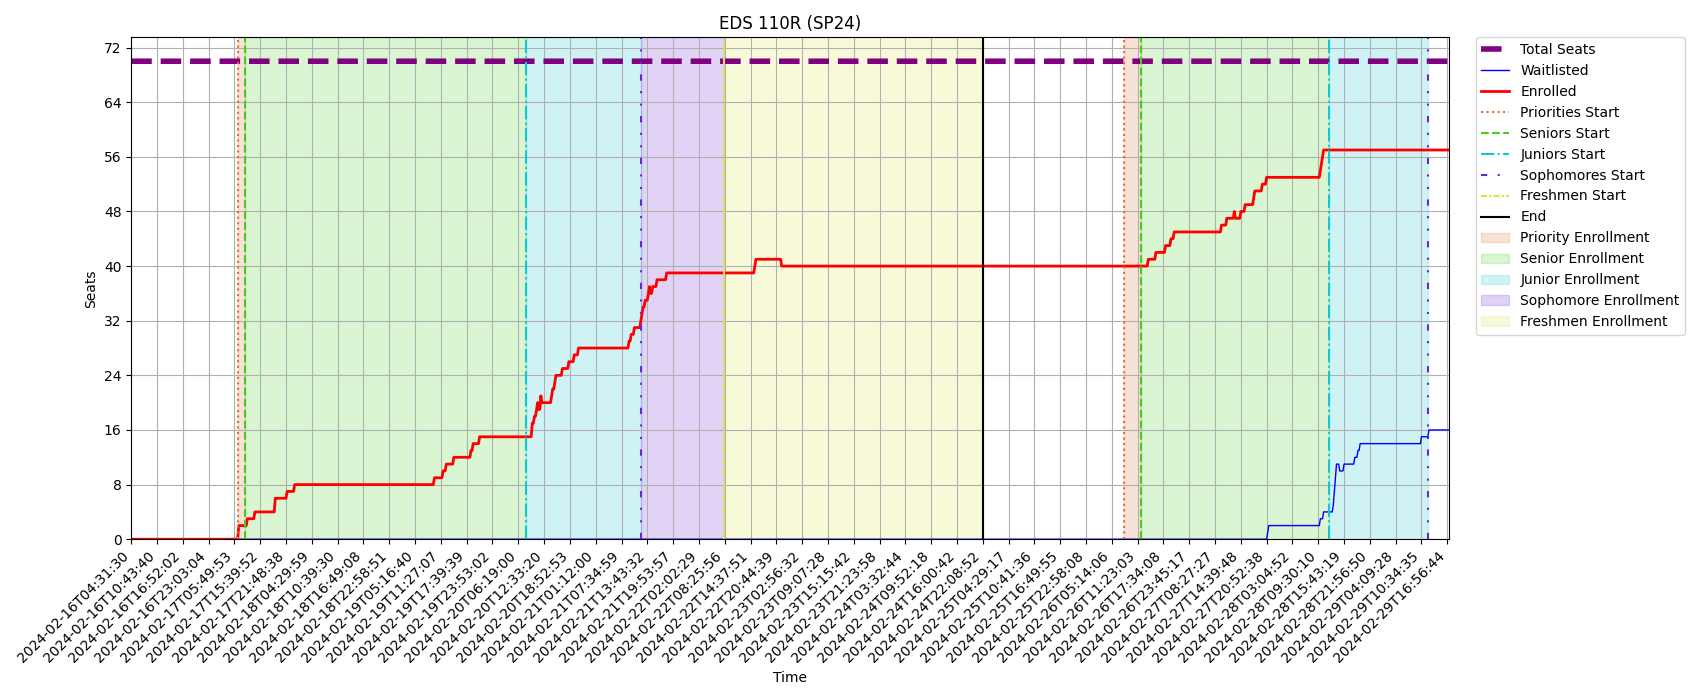 EDS 110R (SP24)
Seats
72
64
56
48
40
32
24
16
8
0
2024-02-16T04:31:30
2024-02-16T10:43:40
2024-02-16T16:52:02
2024-02-16T23:03:04
2024-02-17T05:49:53
2024-02-17T15:39:52
2024-02-17T21:48:38
2024-02-18T04:29:59
2024-02-18T10:39:30
2024-02-18T16:49:08
2024-02-18T22:58:51
2024-02-19T05:16:40
2024-02-19T11:27:07
2024-02-19T17:39:39
2024-02-19T23:53:02
2024-02-20T06:19:00
2024-02-20T12:33:20
2024-02-20T18:52:53
2024-02-21T01:12:00
2024-02-21T07:34:59
2024-02-21T13:43:32
2024-02-21T19:53:57
2024-02-22T02:02:29
2024-02-22T08:25:56
2024-02-22T14:37:51
2024-02-22T20:44:39
2024-02-23T02:56:32
2024-02-23T09:07:28
2024-02-23T15:15:42
2024-02-23T21:23:58
2024-02-24T03:32:44
2024-02-24T09:52:18
2024-02-24T16:00:42
2024-02-24T22:08:52
2024-02-25T04:29:17
2024-02-25T10:41:36
2024-02-25T16:49:55
2024-02-25T22:58:08
2024-02-26T05:14:06
2024-02-26T11:23:03
2024-02-26T17:34:08
2024-02-26T23:45:17
2024-02-27T08:27:27
2024-02-27T14:39:48
2024-02-27T20:52:38
2024-02-28T03:04:52
2024-02-28T09:30:10
2024-02-28T15:43:19
2024-02-28T21:56:50
2024-02-29T04:09:28
2024-02-29T10:34:35
2024-02-29T16:56:44
Time
Total Seats
Waitlisted
Enrolled
Priorities Start
Seniors Start
Juniors Start
Sophomores Start
Freshmen Start
End
Priority Enrollment
Senior Enrollment
Junior Enrollment
Sophomore Enrollment
Freshmen Enrollment